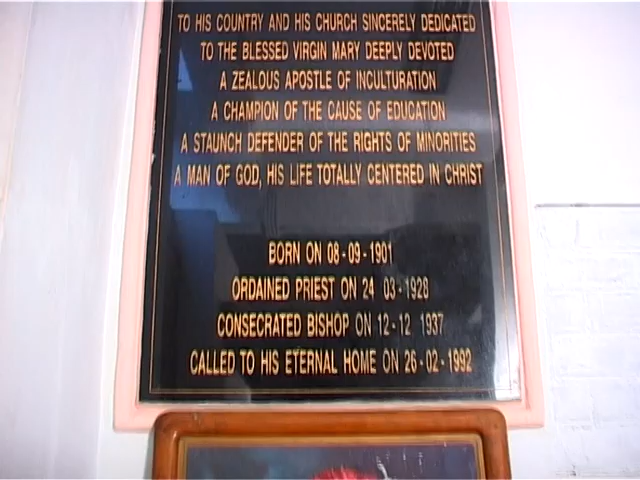 TO HIS COUNTRY AND HIS CHURCH SINCERELY DEDICATED
TO THE BLESSED VIRGIN MARY DEEPLY DEVOTED
A ZEALOUS APOSTLE OF INCULTURATION
A CHAMPION OF THE CAUSE OF EDUCATION
A STAUNCH DEFENDER OF THE RIGHTS OF MINORITIES
A MAN OF GOD, HIS LIFE TOTALLY CENTERED IN CHRIST
BORN ON 08-09-1901
ORDAINED PRIEST ON 24 03-1928
CONSECRATED BISHOP ON 12-12 1937
CALLED TO HIS ETERNAL HOME ON 26-02-1992